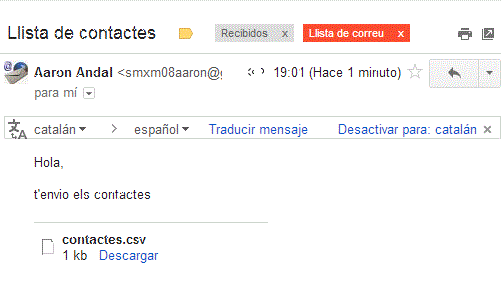 Llista de contactes Recibidos x Llista de correu x
Aaron Andal <smxm08aaron@g 19:01 (Hace 1 minuto)
para mí
catalán español Traducir mensaje Desactivar para: catalán x
Hola,
t'envio els contactes
contactes.csv
1 kb Descargar